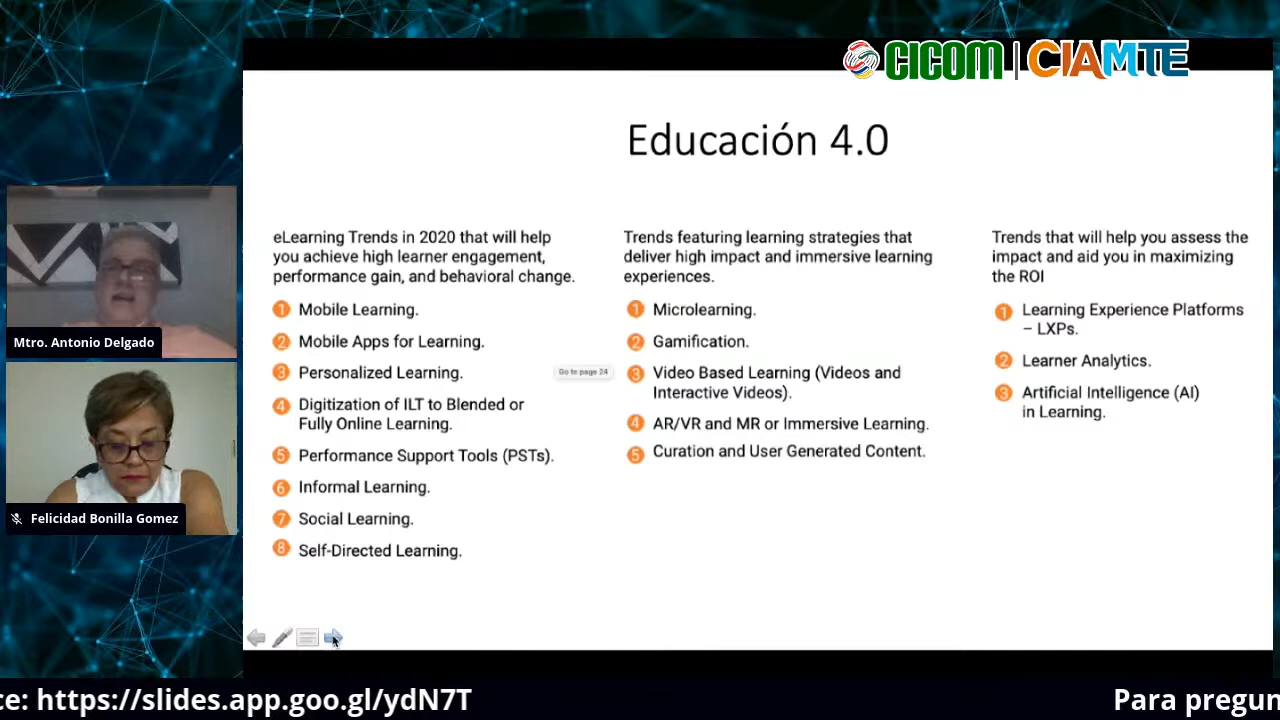 CICOM | CIAMTE
Educación 4.0
eLearning Trends in 2020 that will help
you achieve high learner engagement,
performance gain, and behavioral change.
1 Mobile Learning.
2 Mobile Apps for Learning.
3 Personalized Learning.
4 Digitization of ILT to Blended or
Fully Online Learning.
5 Performance Support Tools (PSTs).
6 Informal Learning.
7 Social Learning.
8 Self-Directed Learning.
Go to page 24
Trends featuring learning strategies that
deliver high impact and immersive learning
experiences.
1 Microlearning.
2 Gamification.
3 Video Based Learning (Videos and
Interactive Videos).
4 AR/VR and MR or Immersive Learning.
5 Curation and User Generated Content.
Trends that will help you assess the
impact and aid you in maximizing
the ROI
1 Learning Experience Platforms
– LXPs.
2 Learner Analytics.
3 Artificial Intelligence (AI)
in Learning.
Mtro. Antonio Delgado
Felicidad Bonilla Gomez
ce: https://slides.app.goo.gl/ydN7T
Para pregun